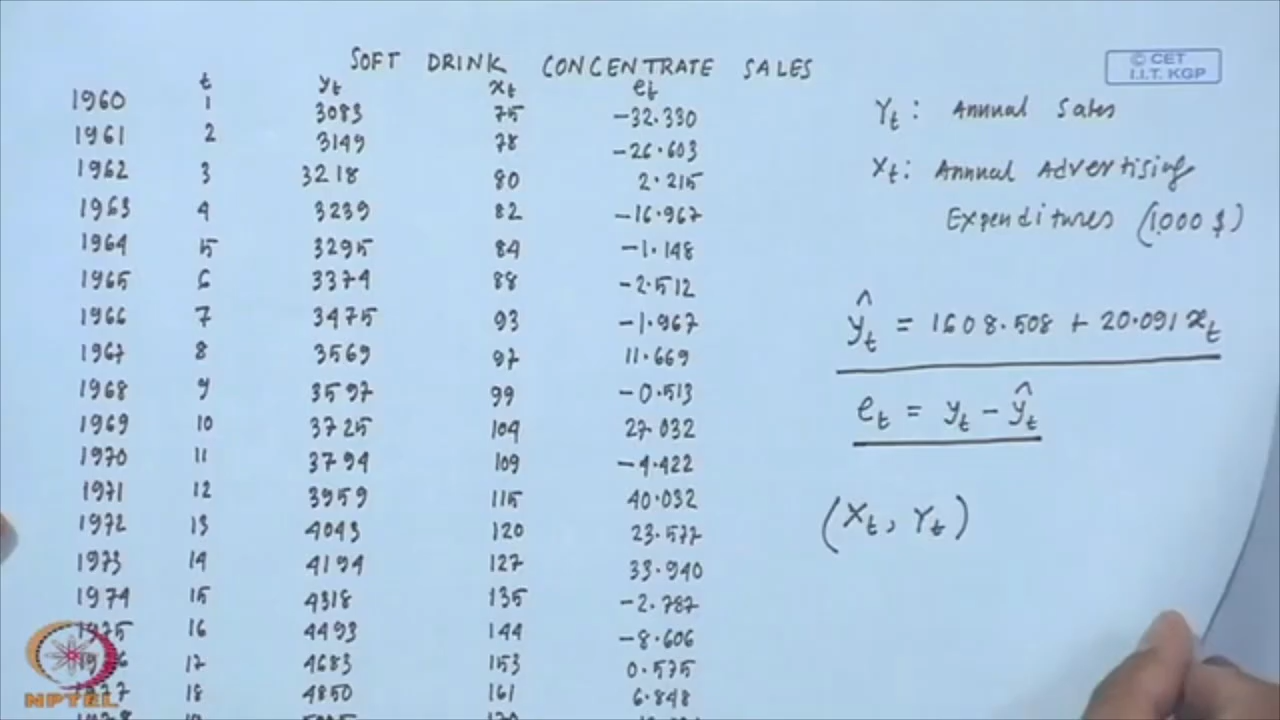 SOFT DRINK CONCENTRATE SALES
© CET
I.I.T. KGP
t yt xt et
1960 1 3083 75 -32.330
1961 2 3149 78 -26.603
1962 3 3218 80 2.215
1963 4 3239 82 -16.967
1964 5 3295 84 -1.148
1965 6 3374 88 -2.512
1966 7 3475 93 -1.967
1967 8 3569 97 11.669
1968 9 3597 99 -0.513
1969 10 3725 104 27.032
1970 11 3794 109 -4.422
1971 12 3959 115 40.032
1972 13 4043 120 23.577
1973 14 4194 127 33.940
1974 15 4318 135 -2.787
16 4493 144 -8.606
17 4683 153 0.575
18 4850 161 6.848
Yt: Annual Sales
Xt: Annual Advertising
Expenditures (1000 $)
ŷt = 1608.508 + 20.091 xt
et = yt - ŷt
(Xt, Yt)
NPTEL